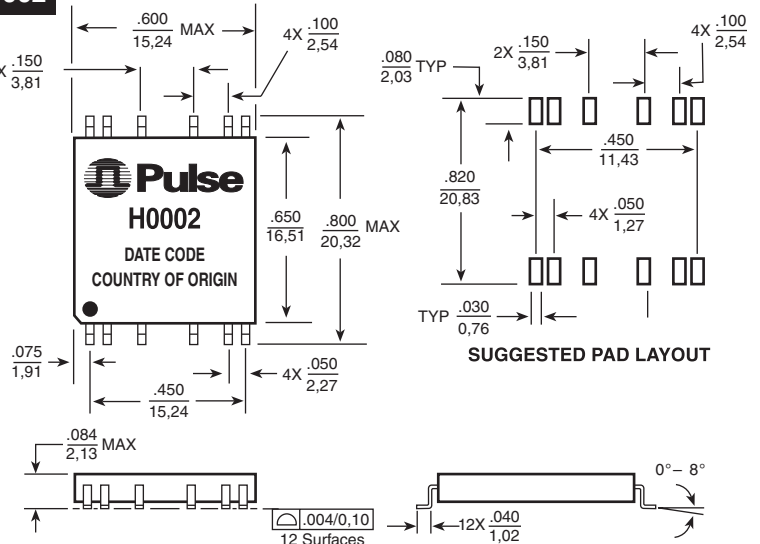 .600
15,24 MAX
4X .100
2,54
X .150
3,81
Pulse
H0002
DATE CODE
COUNTRY OF ORIGIN
.650
16,51
.800
20,32 MAX
.075
1,91
4X .050
2,27
.450
15,24
.080
2,03 TYP
2X .150
3,81
4X .100
2,54
.450
11,43
.820
20,83
4X .050
1,27
TYP .030
0,76
SUGGESTED PAD LAYOUT
.084
2,13 MAX
.004/0,10
12 Surfaces
12X .040
1,02
0°– 8°